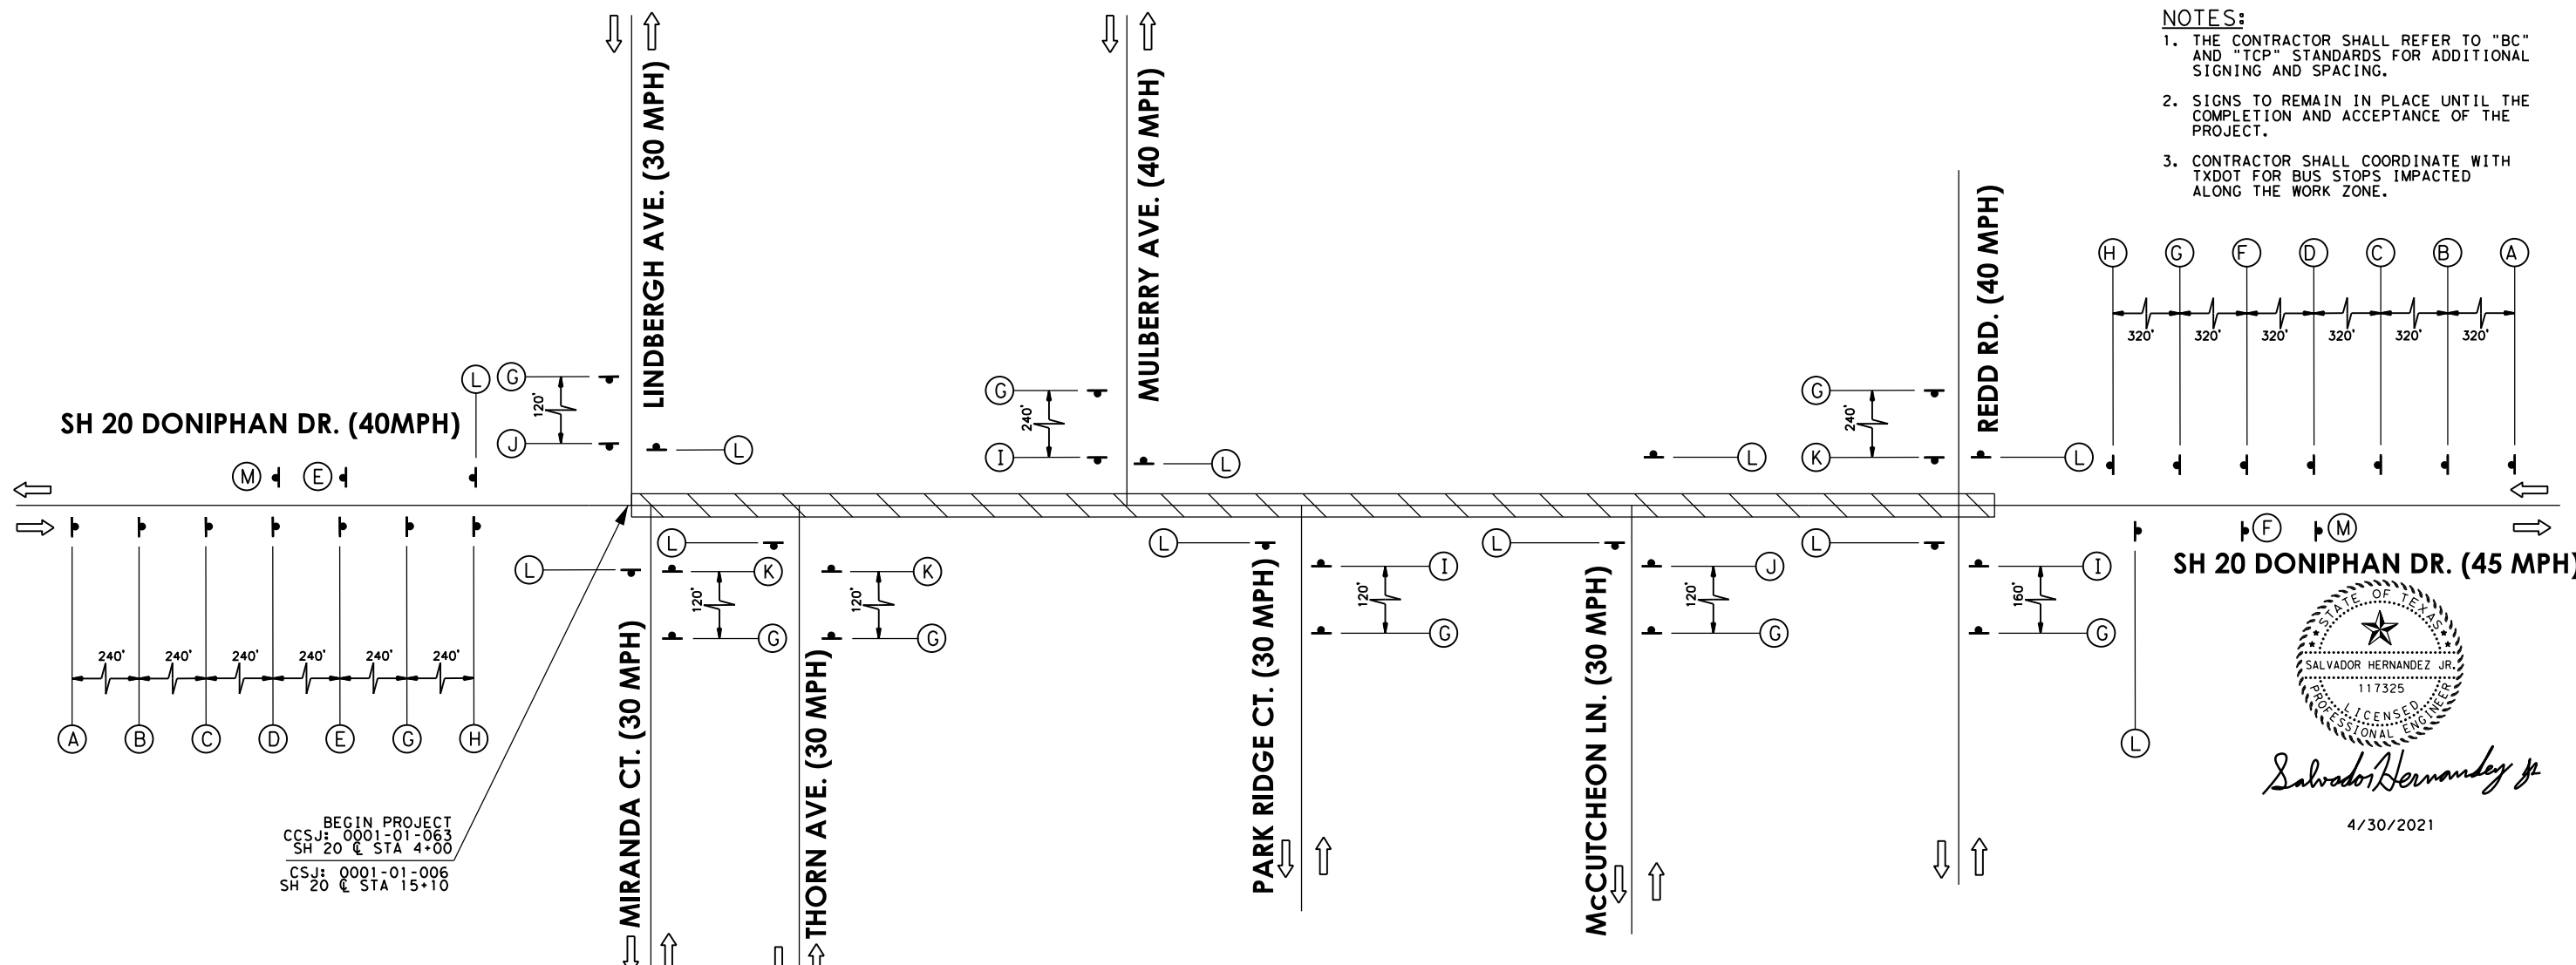 NOTES:
1. THE CONTRACTOR SHALL REFER TO "BC"
AND "TCP" STANDARDS FOR ADDITIONAL
SIGNING AND SPACING.
2. SIGNS TO REMAIN IN PLACE UNTIL THE
COMPLETION AND ACCEPTANCE OF THE
PROJECT.
3. CONTRACTOR SHALL COORDINATE WITH
TXDOT FOR BUS STOPS IMPACTED
ALONG THE WORK ZONE.
LINDBERGH AVE. (30 MPH)
MULBERRY AVE. (40 MPH)
REDD RD. (40 MPH)
H G F D C B A
320' 320' 320' 320' 320' 320'
L G
120'
J
L
G
240'
I
L
L
G
240'
K
L
SH 20 DONIPHAN DR. (40MPH)
M E
F M
SH 20 DONIPHAN DR. (45 MPH)
L
L
K
120'
G
K
120'
G
L
I
120'
G
L
J
120'
G
L
I
160'
G
L
240' 240' 240' 240' 240' 240'
A B C D E G H
MIRANDA CT. (30 MPH)
THORN AVE. (30 MPH)
PARK RIDGE CT. (30 MPH)
McCUTCHEON LN. (30 MPH)
BEGIN PROJECT
CCSJ: 0001-01-063
SH 20 ℄ STA 4+00
CSJ: 0001-01-006
SH 20 ℄ STA 15+10
STATE OF TEXAS
SALVADOR HERNANDEZ JR.
117325
LICENSED
PROFESSIONAL ENGINEER
Salvador Hernandez Jr
4/30/2021